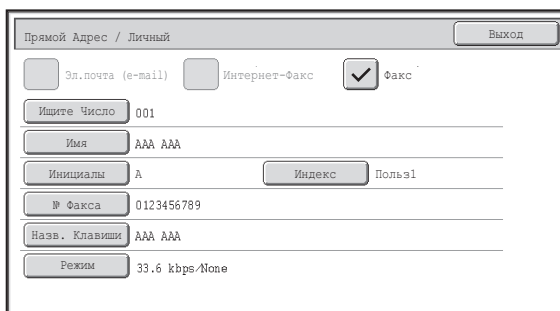 Прямой Адрес / Личный Выход
Эл.почта (e-mail) Интернет-Факс Факс
Ищите Число 001
Имя AAA AAA
Инициалы A Индекс Польз1
№ Факса 0123456789
Назв. Клавиши AAA AAA
Режим 33.6 kbps/None